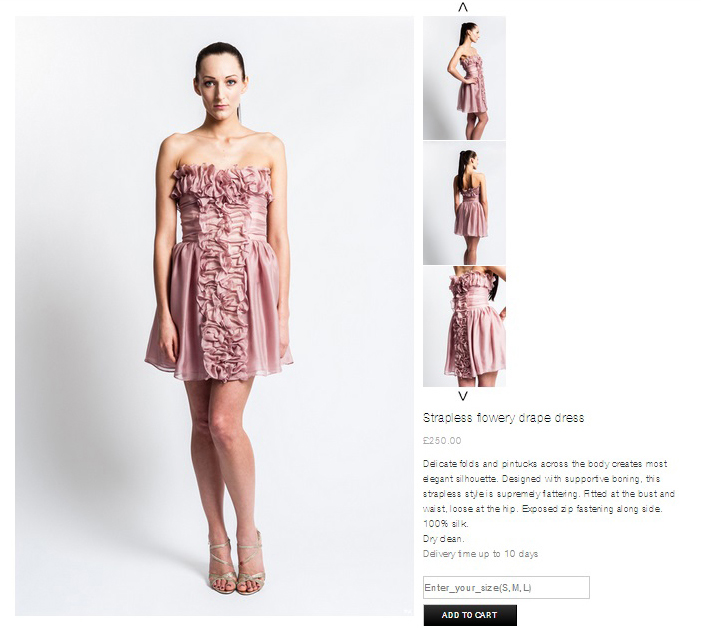 Strapless flowery drape dress
£250.00
Delicate folds and pintucks across the body creates most
elegant silhouette. Designed with supportive boning, this
strapless style is supremely flattering. Fitted at the bust and
waist, loose at the hip. Exposed zip fastening along side.
100% silk.
Dry clean.
Delivery time up to 10 days
Enter_your_size(S,M,L)
ADD TO CART